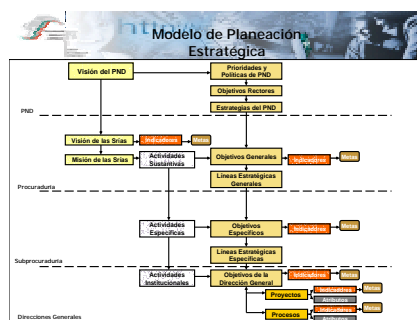 Modelo de Planeación
Estratégica
Visión del PND
Prioridades y
Políticas de PND
Objetivos Rectores
Estrategias del PND
PND
Visión de las Srías
Indicadores
Metas
Misión de las Srías
Actividades
Sustantivas
Objetivos Generales
Indicadores
Metas
Líneas Estratégicas
Generales
Procuraduría
Actividades
Específicas
Objetivos
Específicos
Indicadores
Metas
Líneas Estratégicas
Específicas
Subprocuraduría
Actividades
Institucionales
Objetivos de la
Dirección General
Indicadores
Metas
Proyectos
Indicadores
Metas
Atributos
Procesos
Indicadores
Metas
Atributos
Direcciones Generales